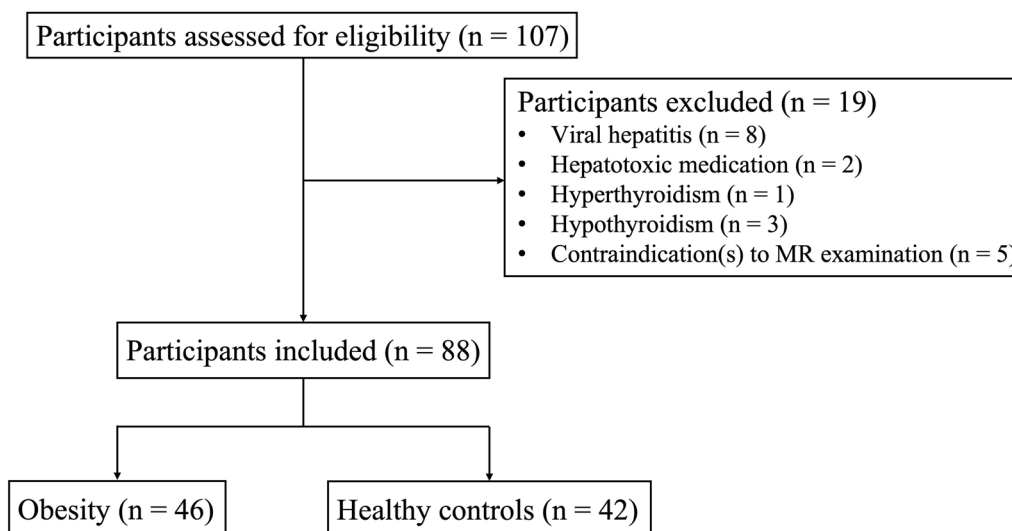 Participants assessed for eligibility (n = 107)
Participants excluded (n = 19)
• Viral hepatitis (n = 8)
• Hepatotoxic medication (n = 2)
• Hyperthyroidism (n = 1)
• Hypothyroidism (n = 3)
• Contraindication(s) to MR examination (n = 5)
Participants included (n = 88)
Obesity (n = 46)
Healthy controls (n = 42)